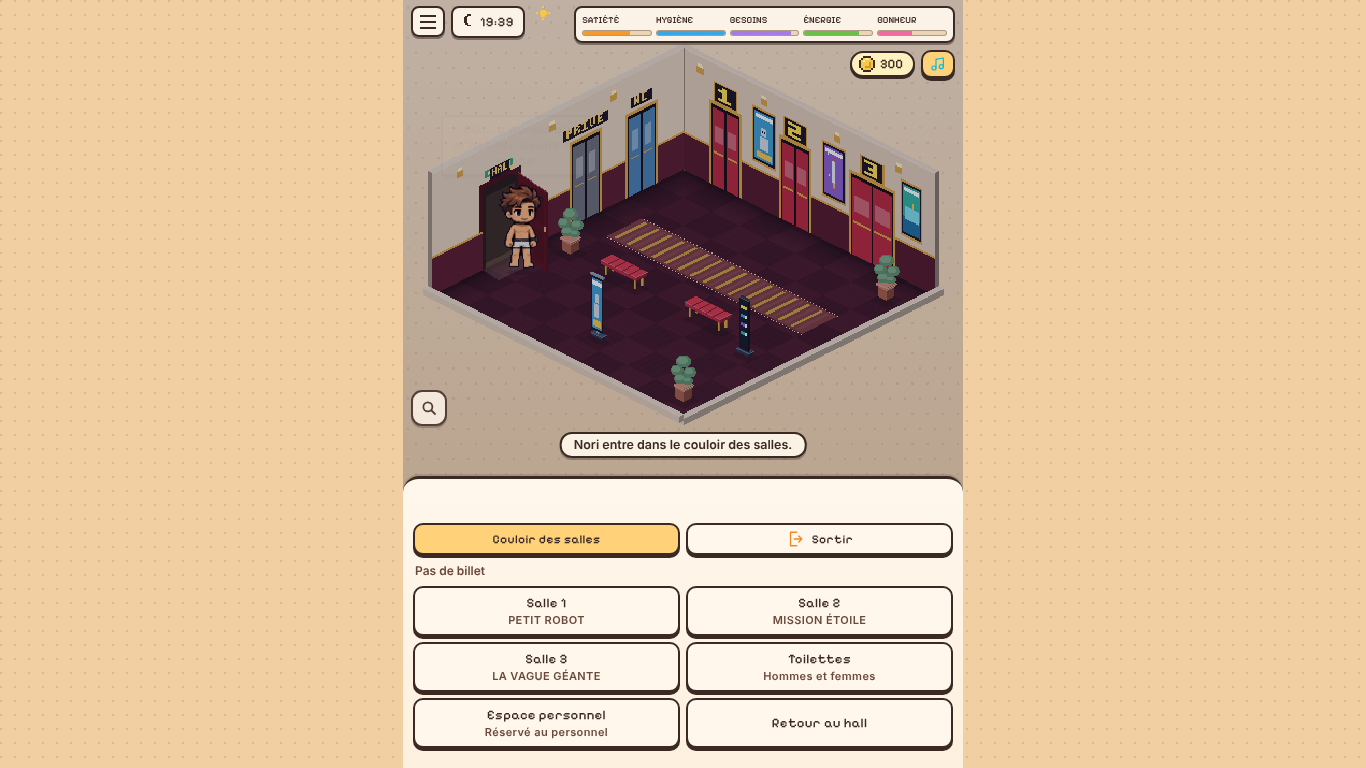 19:39
SATIÉTÉ HYGIÈNE BESOINS ÉNERGIE BONHEUR
300
WC
PRIVE
1
2
3
HALL
Nori entre dans le couloir des salles.
Couloir des salles
Sortir
Pas de billet
Salle 1
PETIT ROBOT
Salle 2
MISSION ÉTOILE
Salle 3
LA VAGUE GÉANTE
Toilettes
Hommes et femmes
Espace personnel
Réservé au personnel
Retour au hall